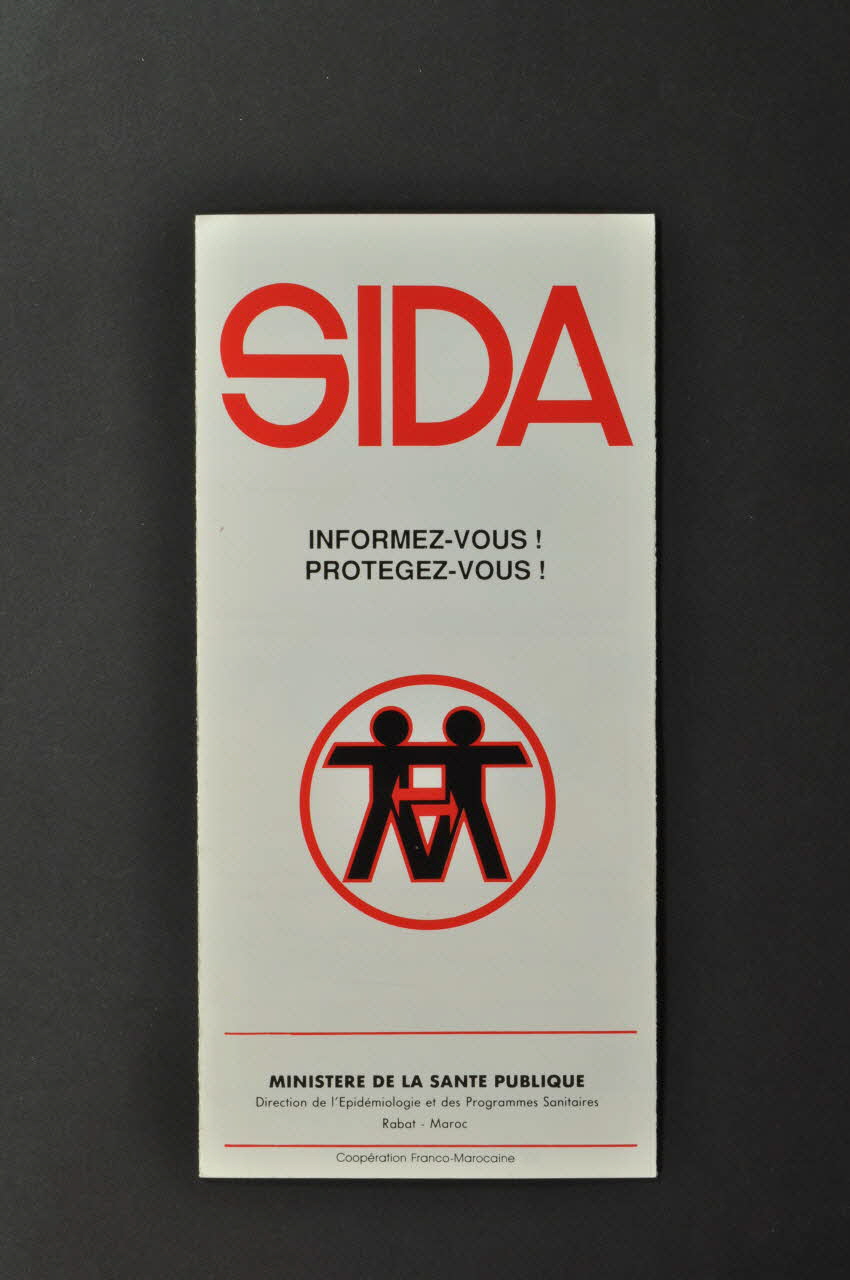 SIDA
INFORMEZ-VOUS !
PROTEGEZ-VOUS !
MINISTERE DE LA SANTE PUBLIQUE
Direction de l'Epidémiologie et des Programmes Sanitaires
Rabat - Maroc
Coopération Franco-Marocaine